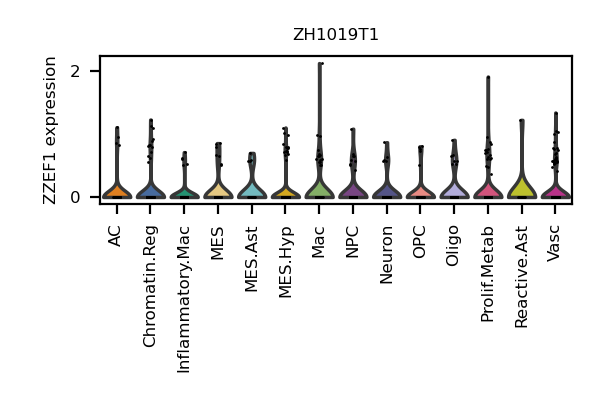 ZH1019T1
ZZEF1 expression
2
0
AC
Chromatin.Reg
Inflammatory.Mac
MES
MES.Ast
MES.Hyp
Mac
NPC
Neuron
OPC
Oligo
Prolif.Metab
Reactive.Ast
Vasc